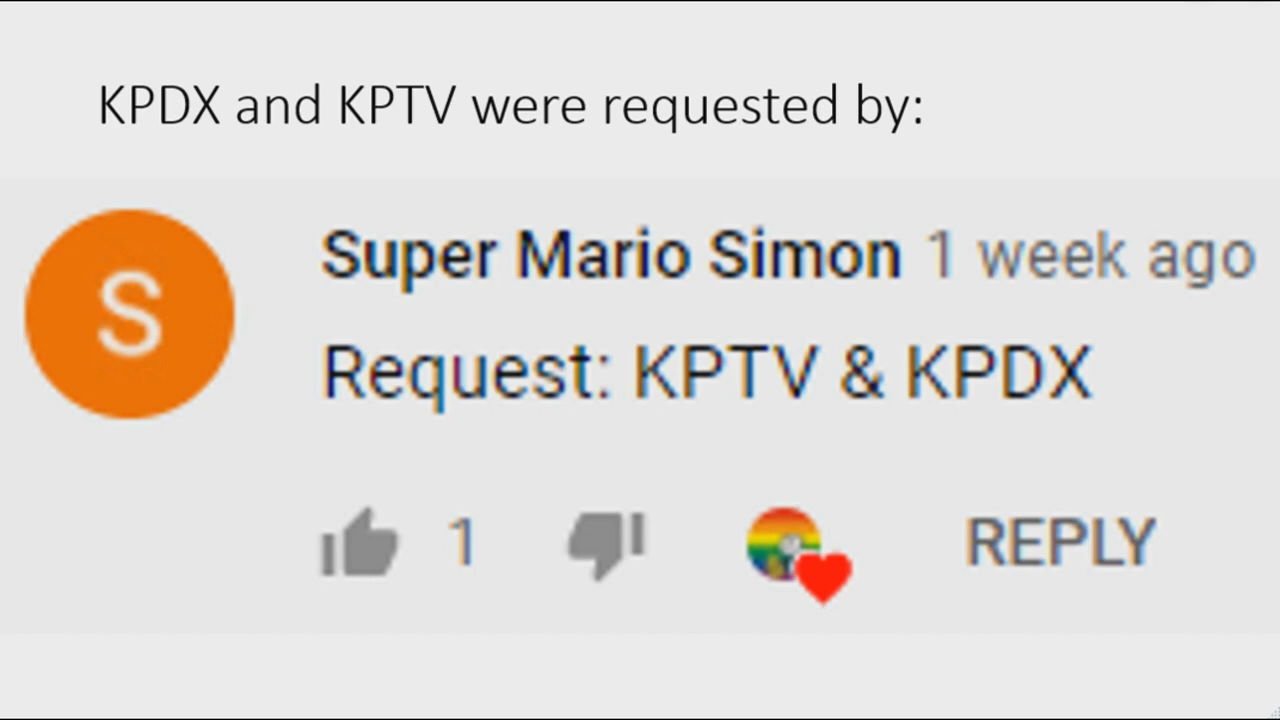 KPDX and KPTV were requested by:
S
Super Mario Simon 1 week ago
Request: KPTV & KPDX
1
REPLY